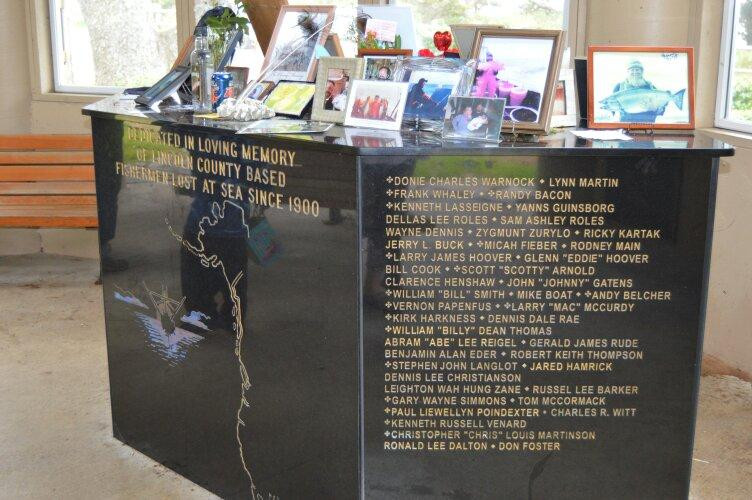 DEDICATED IN LOVING MEMORY
OF LINCOLN COUNTY BASED
FISHERMEN LOST AT SEA SINCE 1900
✣DONIE CHARLES WARNOCK ✦ LYNN MARTIN
✣FRANK WHALEY ✦ ✣RANDY BACON
✣KENNETH LASSEIGNE ✦ YANNS GUINSBORG
DELLAS LEE ROLES ✦ SAM ASHLEY ROLES
WAYNE DENNIS ✦ ZYGMUNT ZURYLO ✦ RICKY KARTAK
JERRY L. BUCK ✦ ✣MICAH FIEBER ✦ RODNEY MAIN
✣LARRY JAMES HOOVER ✦ GLENN "EDDIE" HOOVER
BILL COOK ✦ ✣SCOTT "SCOTTY" ARNOLD
CLARENCE HENSHAW ✦ JOHN "JOHNNY" GATENS
✣WILLIAM "BILL" SMITH ✦ MIKE BOAT ✦ ✣ANDY BELCHER
✣VERNON PAPENFUS ✦ ✣LARRY "MAC" McCURDY
✣KIRK HARKNESS ✦ DENNIS DALE RAE
✣WILLIAM "BILLY" DEAN THOMAS
ABRAM "ABE" LEE REIGEL ✦ GERALD JAMES RUDE
BENJAMIN ALAN EDER ✦ ROBERT KEITH THOMPSON
✣STEPHEN JOHN LANGLOT ✦ JARED HAMRICK
DENNIS LEE CHRISTIANSON
LEIGHTON WAH HUNG ZANE ✦ RUSSEL LEE BARKER
✣GARY WAYNE SIMMONS ✦ TOM MCCORMACK
✣PAUL LIEWELLYN POINDEXTER ✦ CHARLES R. WITT
✣KENNETH RUSSELL VENARD
✣CHRISTOPHER "CHRIS" LOUIS MARTINSON
RONALD LEE DALTON ✦ DON FOSTER